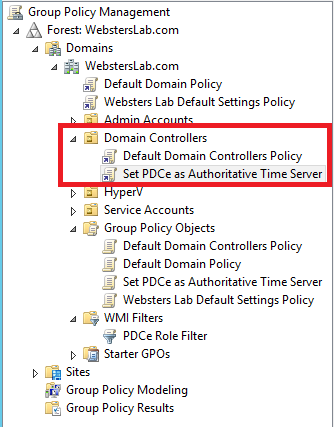 Group Policy Management
Forest: WebstersLab.com
Domains
WebstersLab.com
Default Domain Policy
Websters Lab Default Settings Policy
Admin Accounts
Domain Controllers
Default Domain Controllers Policy
Set PDCe as Authoritative Time Server
HyperV
Service Accounts
Group Policy Objects
Default Domain Controllers Policy
Default Domain Policy
Set PDCe as Authoritative Time Server
Websters Lab Default Settings Policy
WMI Filters
PDCe Role Filter
Starter GPOs
Sites
Group Policy Modeling
Group Policy Results